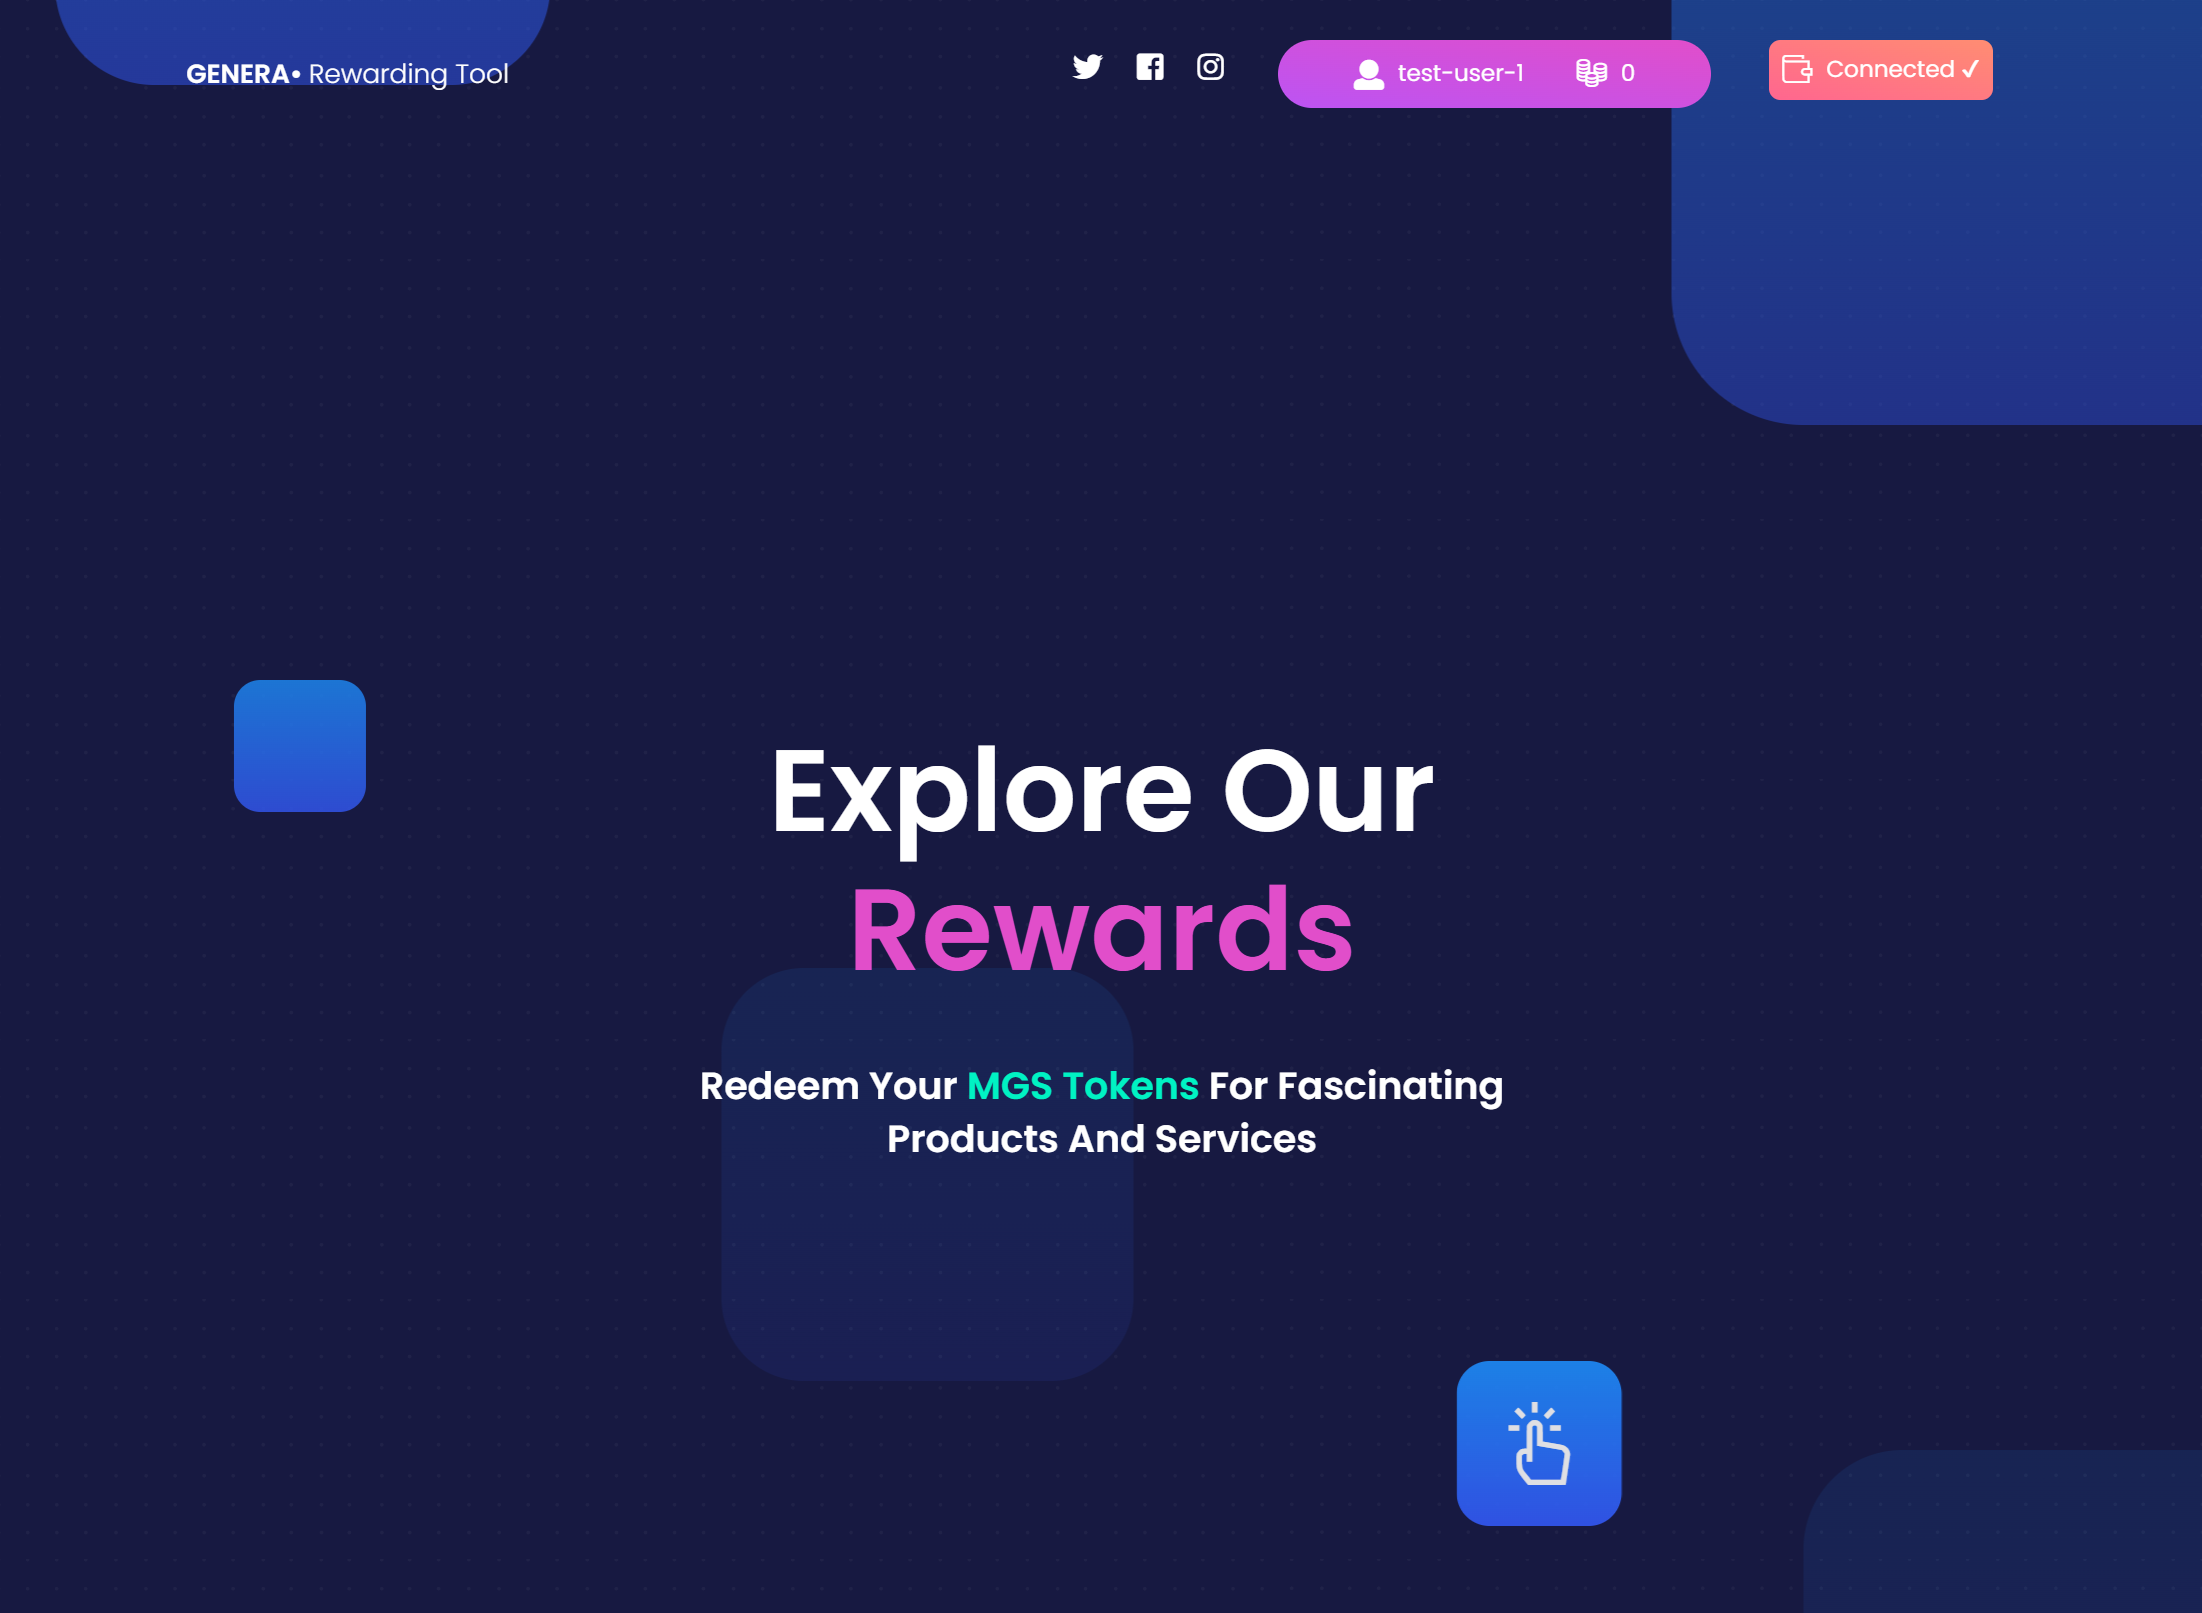 GENERA• Rewarding Tool
test-user-1
0
Connected ✓
Explore Our
Rewards
Redeem Your MGS Tokens For Fascinating
Products And Services